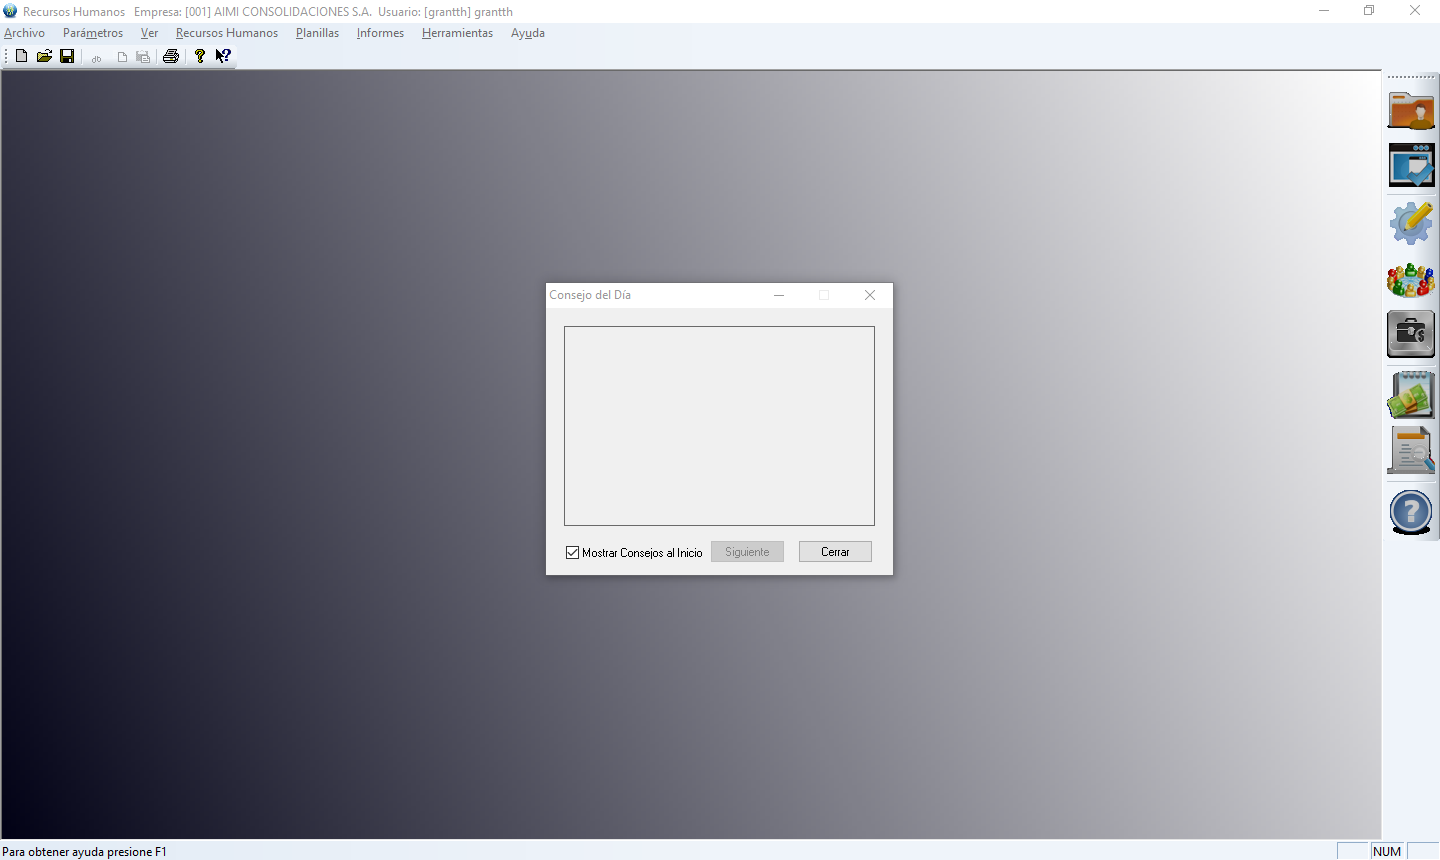 Recursos Humanos Empresa: [001] AIMI CONSOLIDACIONES S.A. Usuario: [grantth] grantth
Archivo Parámetros Ver Recursos Humanos Planillas Informes Herramientas Ayuda
Consejo del Día
Mostrar Consejos al Inicio Siguiente Cerrar
Para obtener ayuda presione F1 NUM